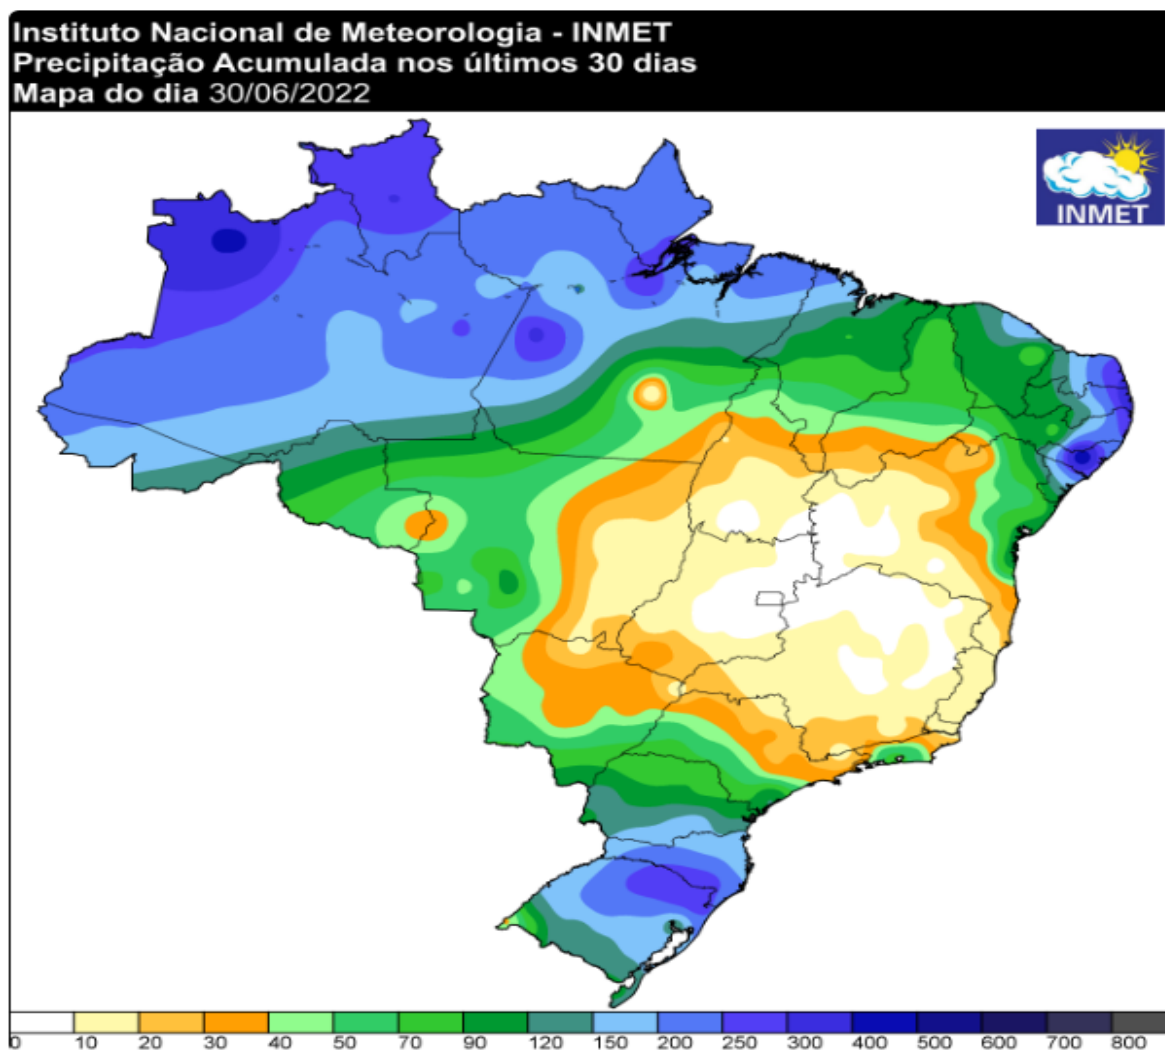 Instituto Nacional de Meteorologia - INMET
Precipitação Acumulada nos últimos 30 dias
Mapa do dia 30/06/2022
INMET
0 10 20 30 40 50 70 90 120 150 200 250 300 400 500 600 700 800